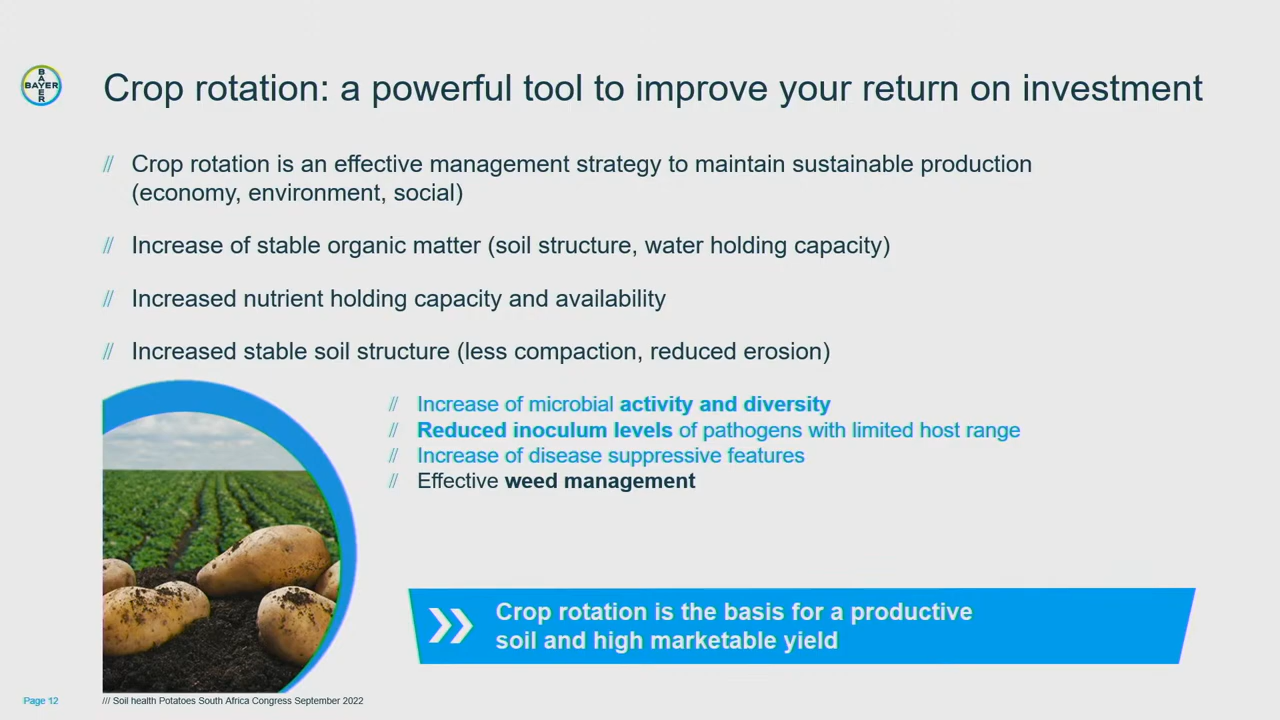 BAYER
BAYER
Crop rotation: a powerful tool to improve your return on investment
// Crop rotation is an effective management strategy to maintain sustainable production
(economy, environment, social)
// Increase of stable organic matter (soil structure, water holding capacity)
// Increased nutrient holding capacity and availability
// Increased stable soil structure (less compaction, reduced erosion)
// Increase of microbial activity and diversity
// Reduced inoculum levels of pathogens with limited host range
// Increase of disease suppressive features
// Effective weed management
Crop rotation is the basis for a productive
soil and high marketable yield
Page 12
/// Soil health Potatoes South Africa Congress September 2022